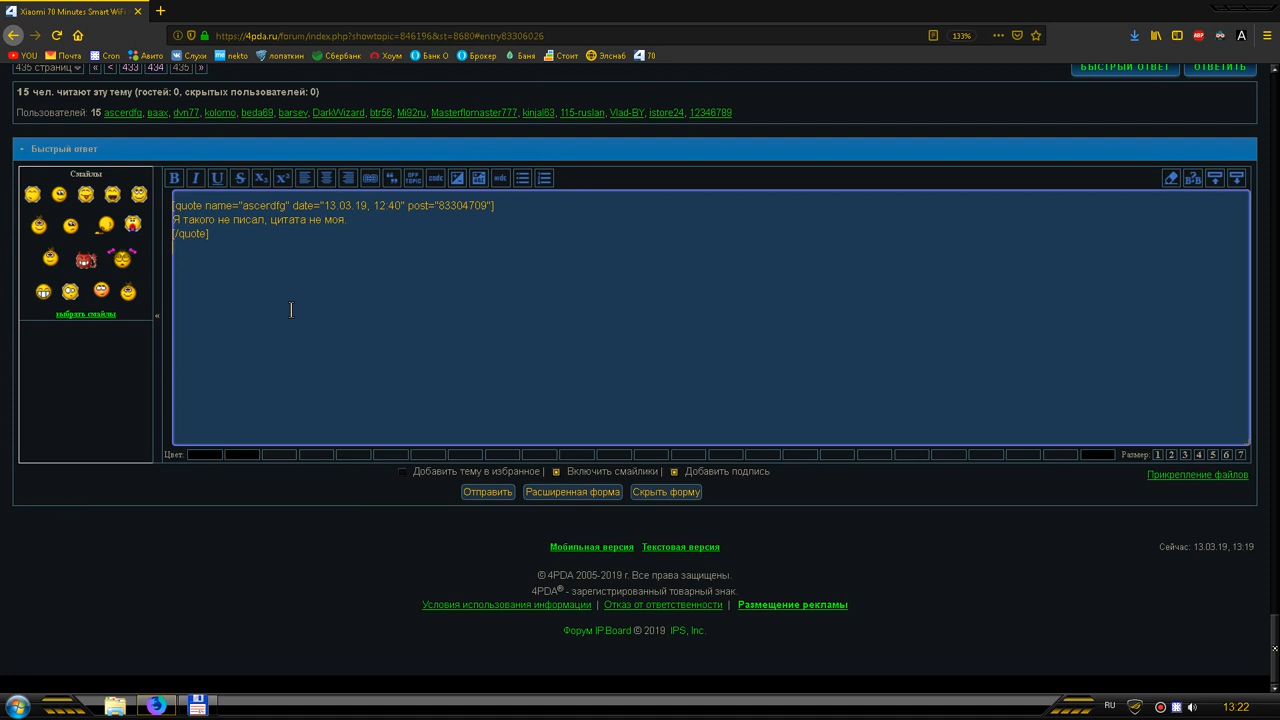 Xiaomi 70 Minutes Smart WiFi
https://4pda.ru/forum/index.php?showtopic=846196&st=8680#entry83306026
133%
YOU Почта Cron Авито Слухи nekto лопаткин Сбербанк Хоум Банк О Брокер Баня Стоит Элснаб 70
435 страниц « < 433 434 435 »
БЫСТРЫЙ ОТВЕТ ОТВЕТИТЬ
15 чел. читают эту тему (гостей: 0, скрытых пользователей: 0)
Пользователей: 15 ascerdfg, ваах, dvn77, kolomo, beda69, barsev, DarkWizard, btr56, Mi92ru, Masterflomaster777, kinjal63, 115-ruslan, Vlad-BY, istore24, 12346789
- Быстрый ответ
Смайлы
B I U S X₂ X² OFF TOPIC code hide
[quote name="ascerdfg" date="13.03.19, 12:40" post="83304709"]
Я такого не писал, цитата не моя.
[/quote]
выбрать смайлы
«
Цвет: Размер: 1 2 3 4 5 6 7
Добавить тему в избранное | Включить смайлики | Добавить подпись
Прикрепление файлов
Отправить Расширенная форма Скрыть форму
Мобильная версия Текстовая версия
Сейчас: 13.03.19, 13:19
© 4PDA 2005-2019 г. Все права защищены.
4PDA® - зарегистрированный товарный знак.
Условия использования информации | Отказ от ответственности | Размещение рекламы
Форум IP.Board © 2019 IPS, Inc.
RU 13:22